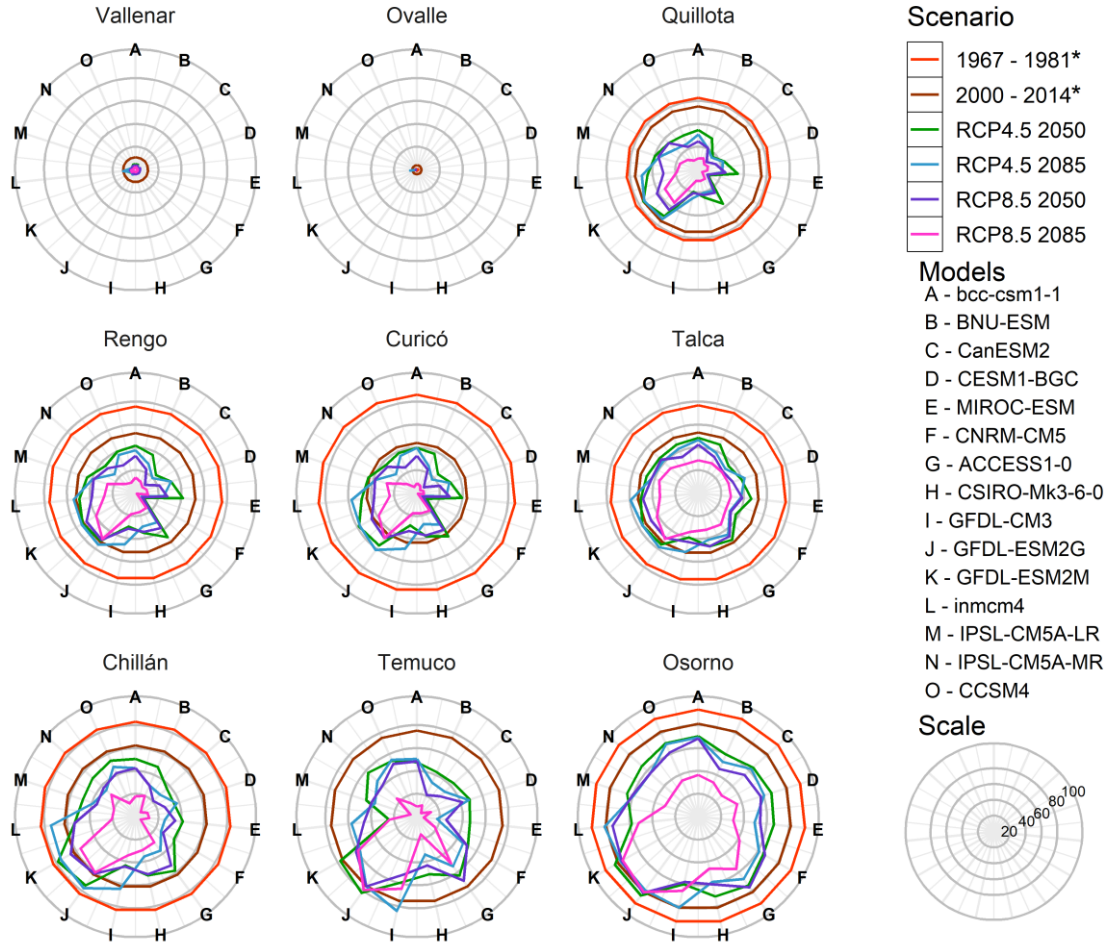 Vallenar
A
B
C
D
E
F
G
H
I
J
K
L
M
N
O
Ovalle
A
B
C
D
E
F
G
H
I
J
K
L
M
N
O
Quillota
A
B
C
D
E
F
G
H
I
J
K
L
M
N
O
Rengo
A
B
C
D
E
F
G
H
I
J
K
L
M
N
O
Curicó
A
B
C
D
E
F
G
H
I
J
K
L
M
N
O
Talca
A
B
C
D
E
F
G
H
I
J
K
L
M
N
O
Chillán
A
B
C
D
E
F
G
H
I
J
K
L
M
N
O
Temuco
A
B
C
D
E
F
G
H
I
J
K
L
M
N
O
Osorno
A
B
C
D
E
F
G
H
I
J
K
L
M
N
O
Scenario
1967 - 1981*
2000 - 2014*
RCP4.5 2050
RCP4.5 2085
RCP8.5 2050
RCP8.5 2085
Models
A - bcc-csm1-1
B - BNU-ESM
C - CanESM2
D - CESM1-BGC
E - MIROC-ESM
F - CNRM-CM5
G - ACCESS1-0
H - CSIRO-Mk3-6-0
I - GFDL-CM3
J - GFDL-ESM2G
K - GFDL-ESM2M
L - inmcm4
M - IPSL-CM5A-LR
N - IPSL-CM5A-MR
O - CCSM4
Scale
20 40 60 80 100